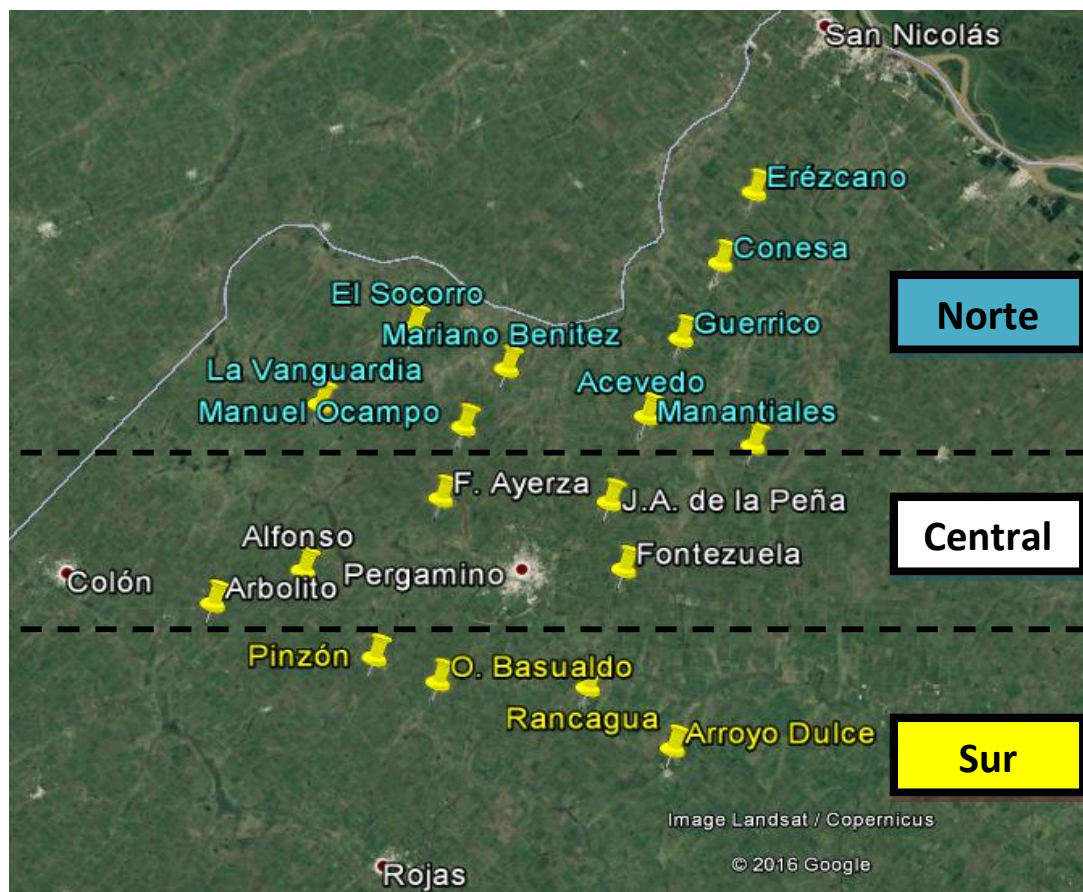 San Nicolás
Erézcano
Conesa
El Socorro
Norte
Guerrico
Mariano Benitez
La Vanguardia
Acevedo
Manuel Ocampo
Manantiales
F. Ayerza
J.A. de la Peña
Central
Alfonso
Fontezuela
Pergamino
Colón
Arbolito
Pinzón
O. Basualdo
Rancagua
Arroyo Dulce
Sur
Image Landsat / Copernicus
© 2016 Google
Rojas